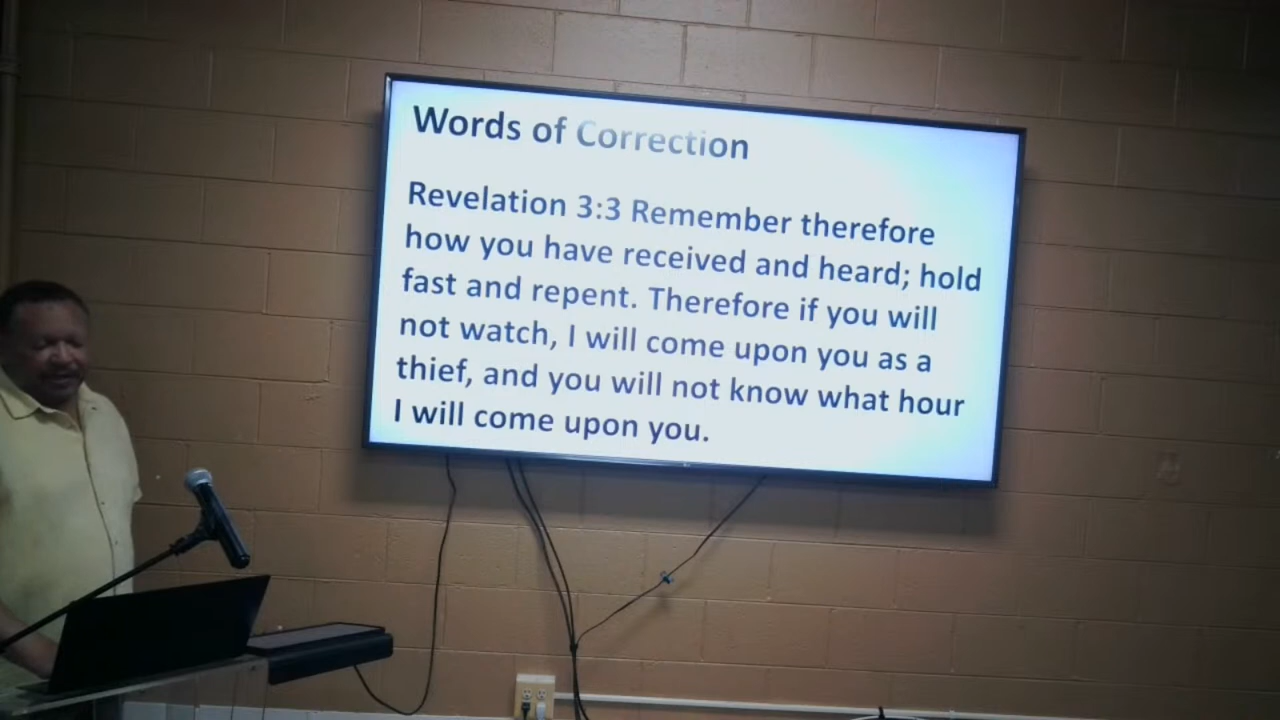 Words of Correction
Revelation 3:3 Remember therefore
how you have received and heard; hold
fast and repent. Therefore if you will
not watch, I will come upon you as a
thief, and you will not know what hour
I will come upon you.